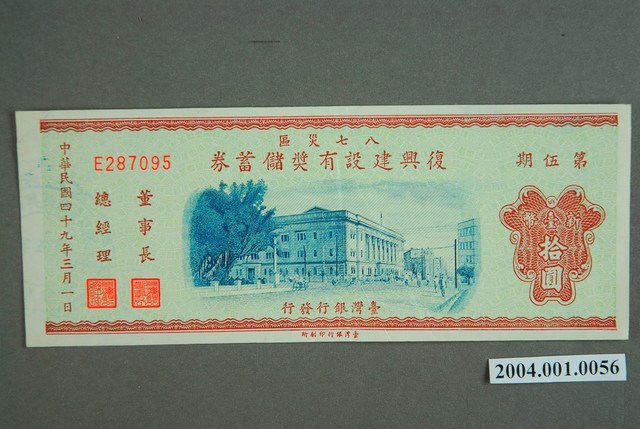 八七災區
復興建設有獎儲蓄券
第伍期
E287095
新臺幣
拾圓
董事長
總經理
中華民國四十九年三月一日
臺灣銀行發行
臺灣銀行印刷所
2004.001.0056